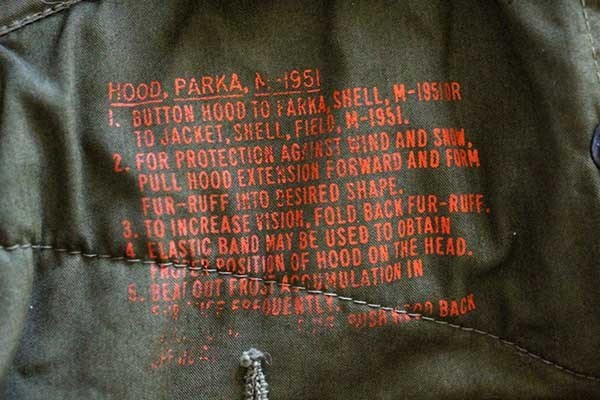 HOOD, PARKA, M-1951
1. BUTTON HOOD TO PARKA, SHELL, M-1951 OR
TO JACKET, SHELL, FIELD, M-1951.
2. FOR PROTECTION AGAINST WIND AND SNOW,
PULL HOOD EXTENSION FORWARD AND FORM
FUR-RUFF INTO DESIRED SHAPE.
3. TO INCREASE VISION, FOLD BACK FUR-RUFF.
4. ELASTIC BAND MAY BE USED TO OBTAIN
PROPER POSITION OF HOOD ON THE HEAD.
5. BEAT OUT FROST ACCUMULATION IN
FREQUENTLY.
PUSH HOOD BACK